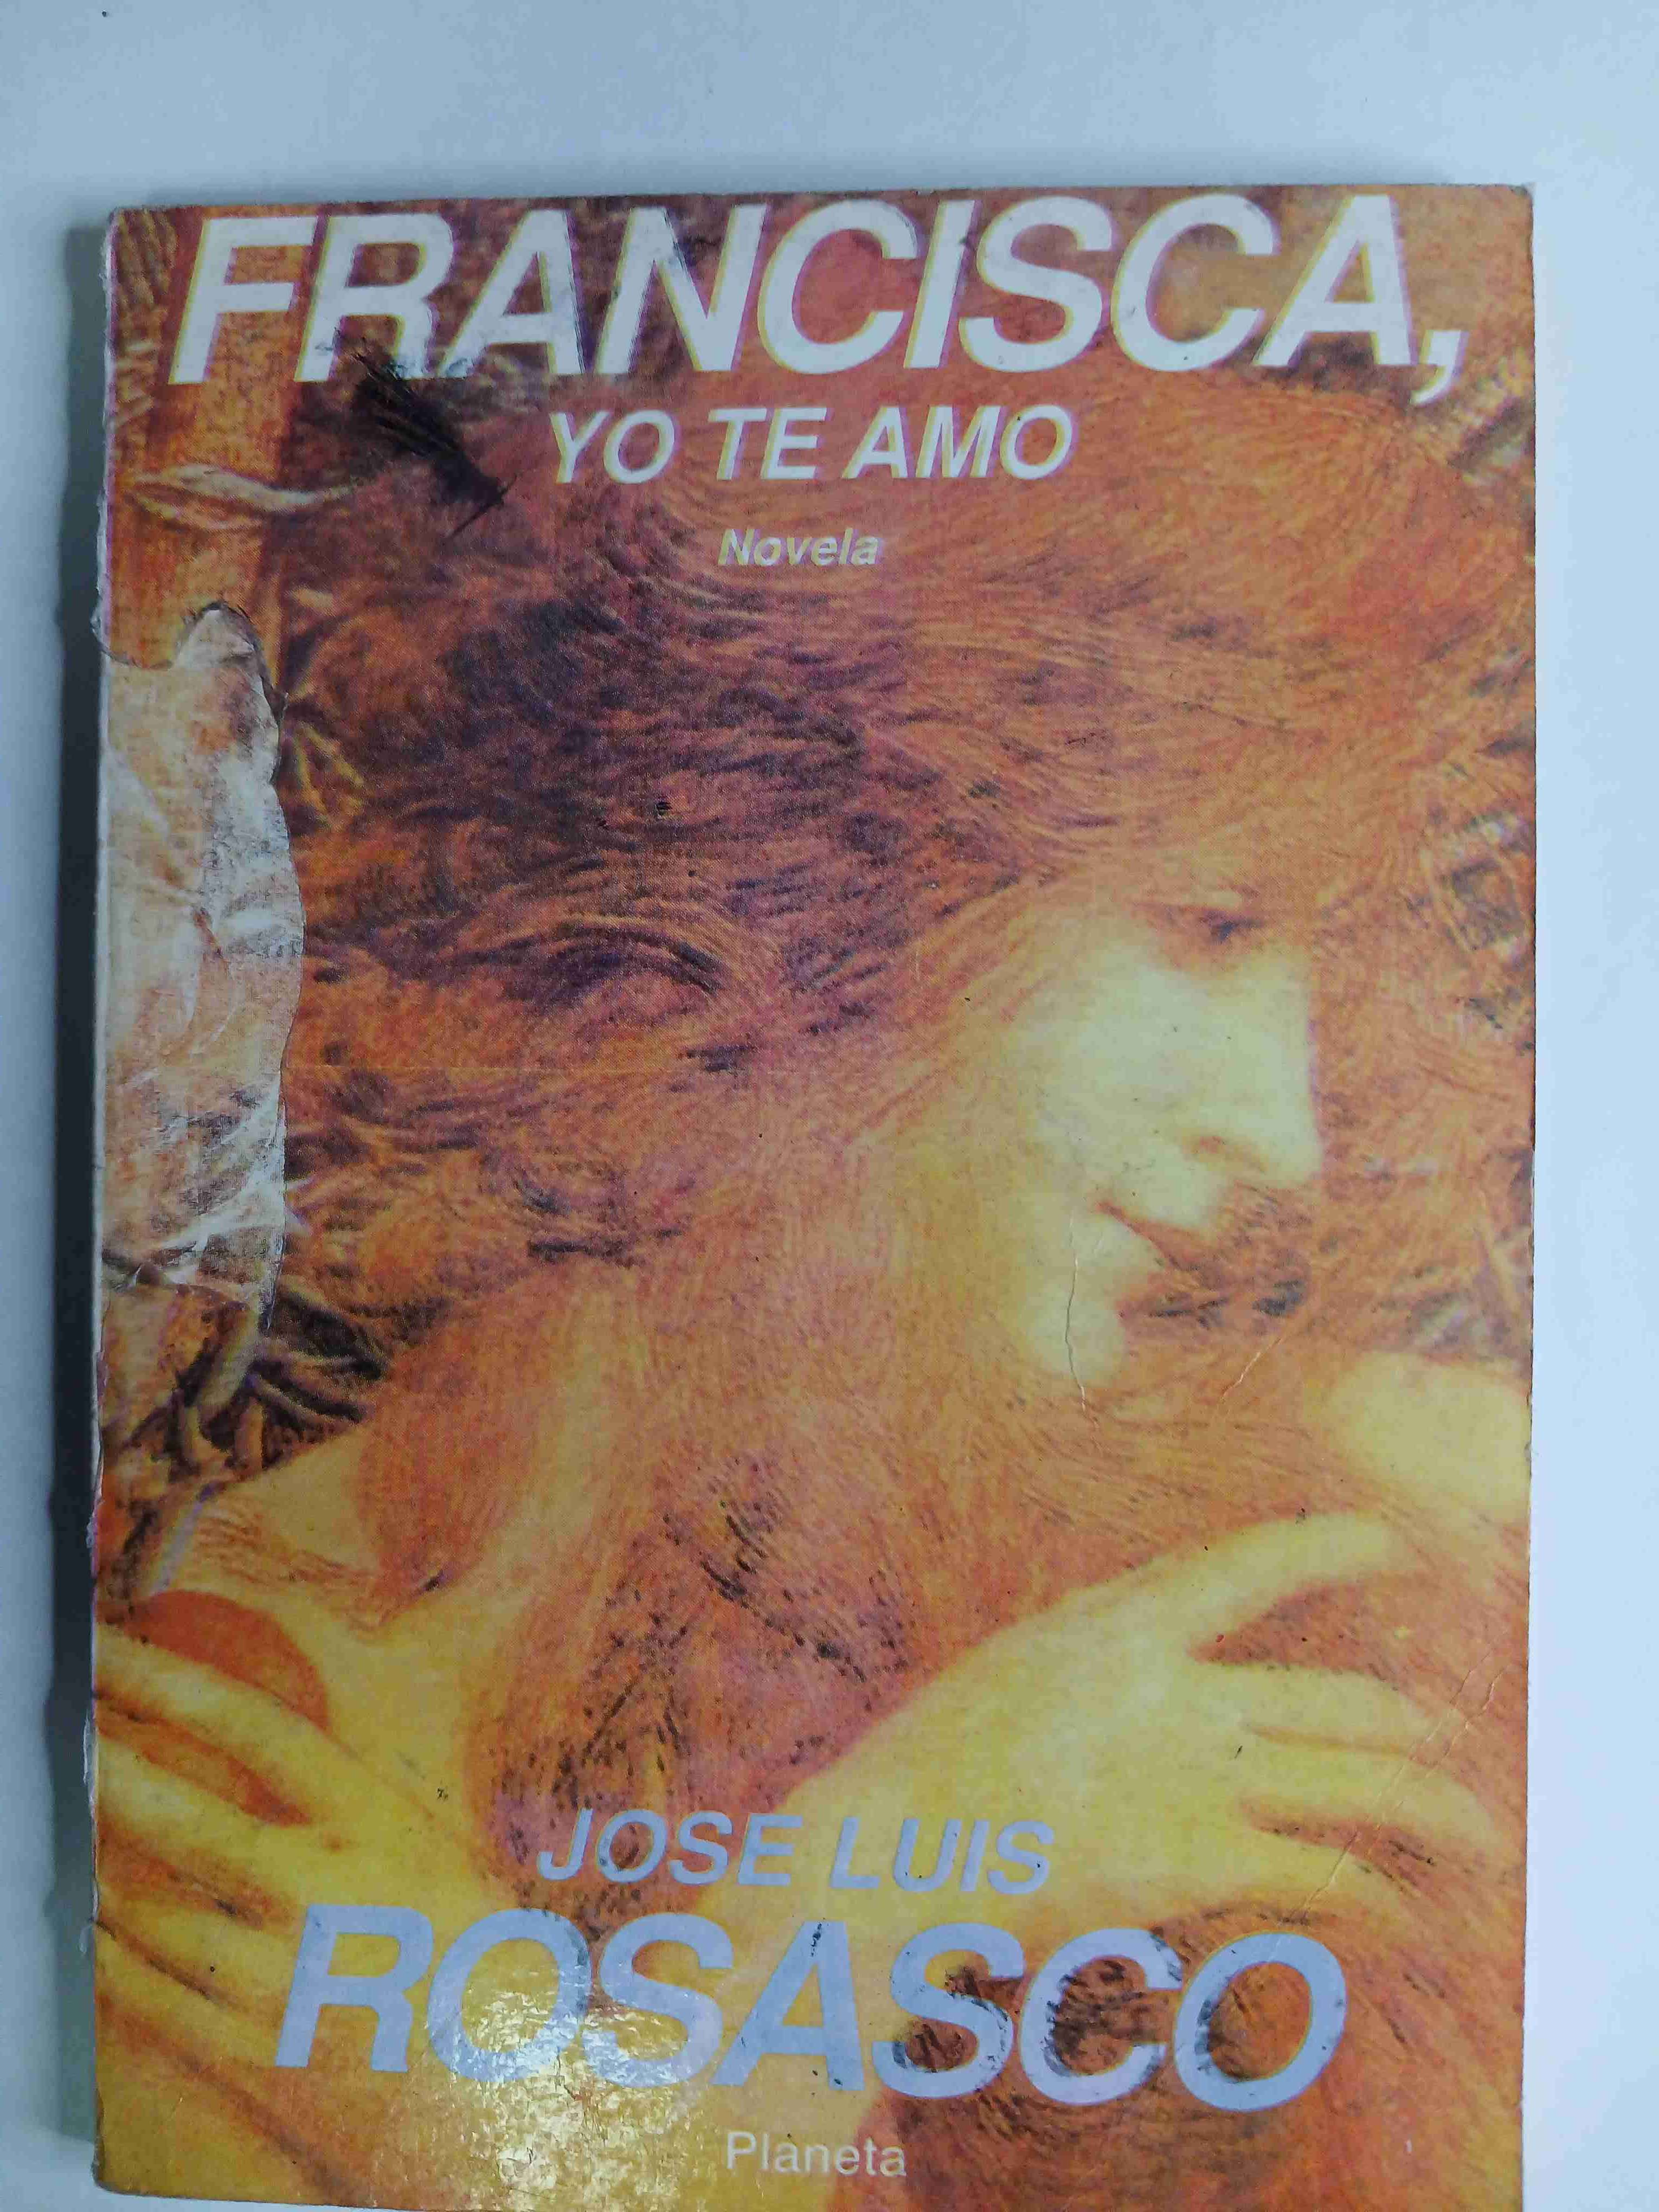 FRANCISCA,
YO TE AMO
Novela
JOSE LUIS
ROSASCO
Planeta